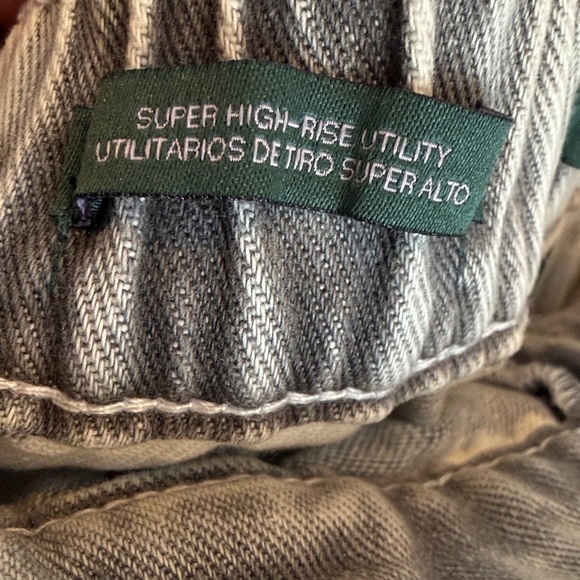 SUPER HIGH-RISE UTILITY
UTILITARIOS DE TIRO SUPER ALTO